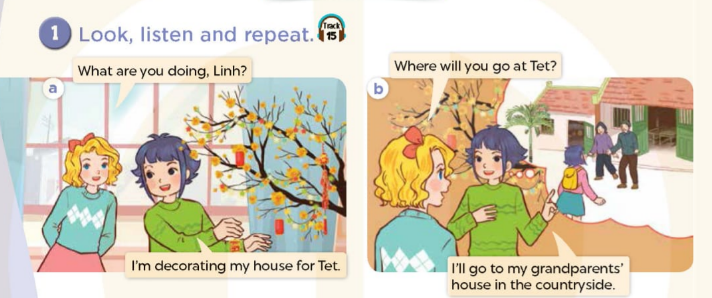 1 Look, listen and repeat.
Track
15
a
What are you doing, Linh?
I'm decorating my house for Tet.
b
Where will you go at Tet?
I'll go to my grandparents'
house in the countryside.